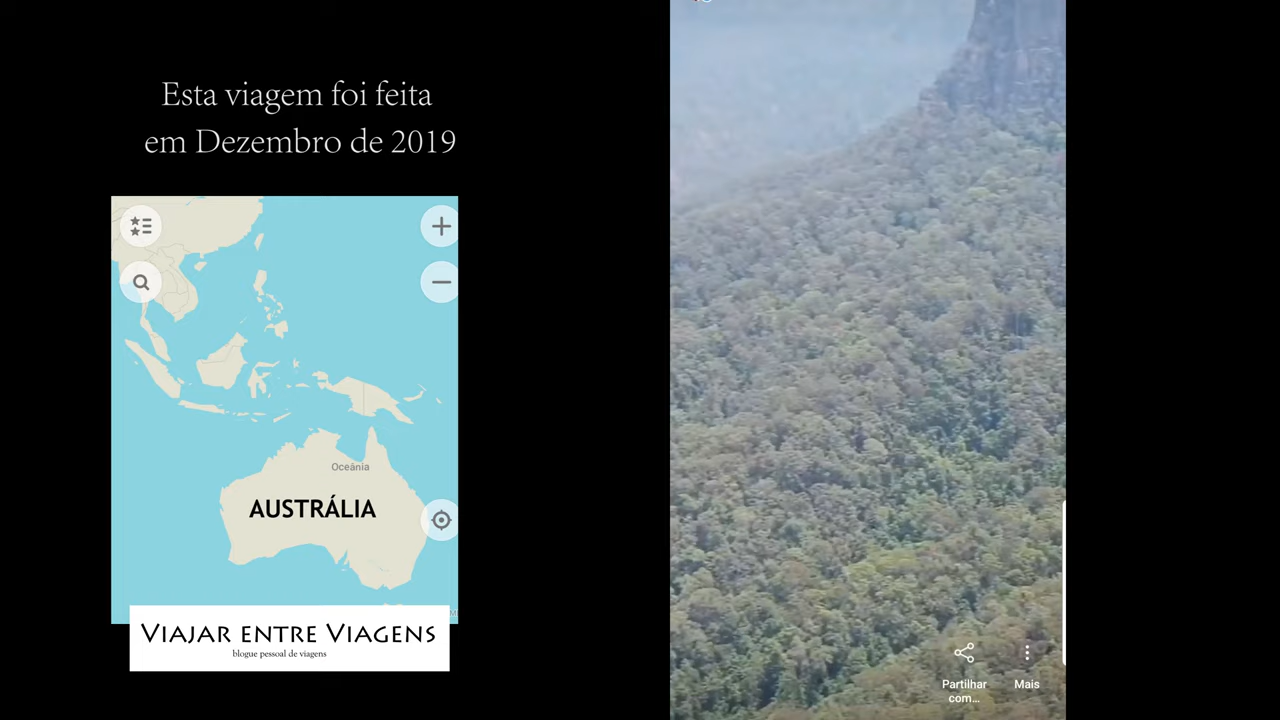 Esta viagem foi feita
em Dezembro de 2019
Oceânia
AUSTRÁLIA
VIAJAR ENTRE VIAGENS
blogue pessoal de viagens
Partilhar
com...
Mais